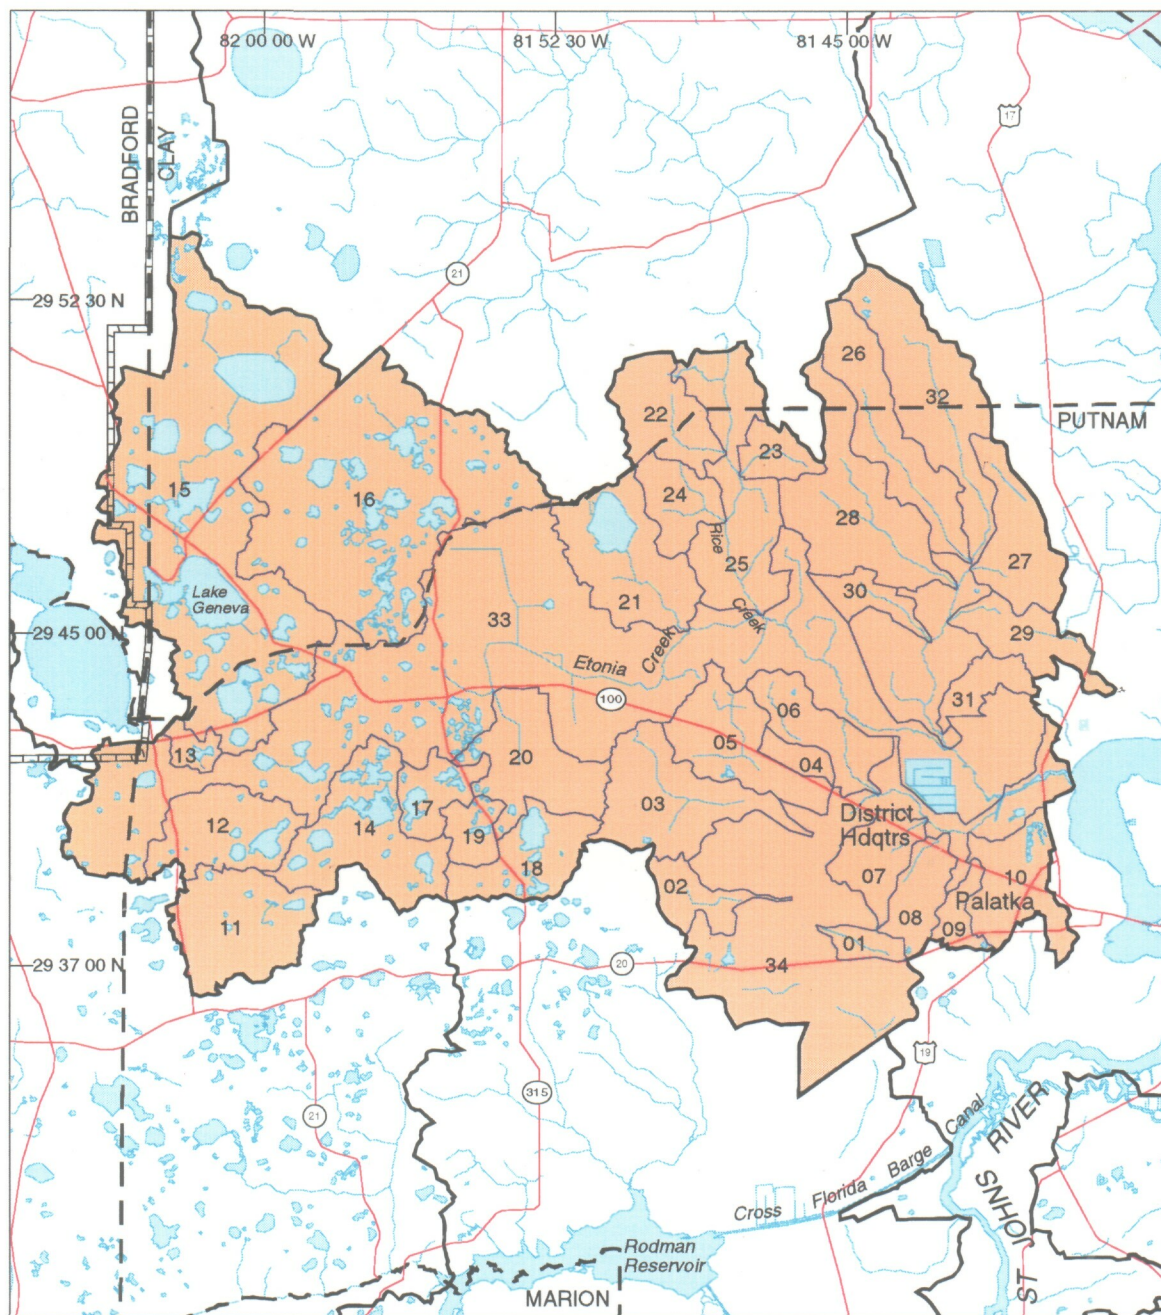 82 00 00 W
81 52 30 W
81 45 00 W
17
BRADFORD
CLAY
21
29 52 30 N
26
32
22
PUTNAM
23
15
16
24
28
Rice
25
27
Lake
Geneva
21
30
33
Creek
29
29 45 00 N
Creek
Etonia
31
100
06
13
05
20
04
03
17
District
Hdqtrs
12
14
19
18
07
10
02
Palatka
11
08
09
01
29 37 00 N
20
34
19
315
21
Canal
RIVER
Barge
Florida
Cross
JOHNS
ST
Rodman
Reservoir
MARION